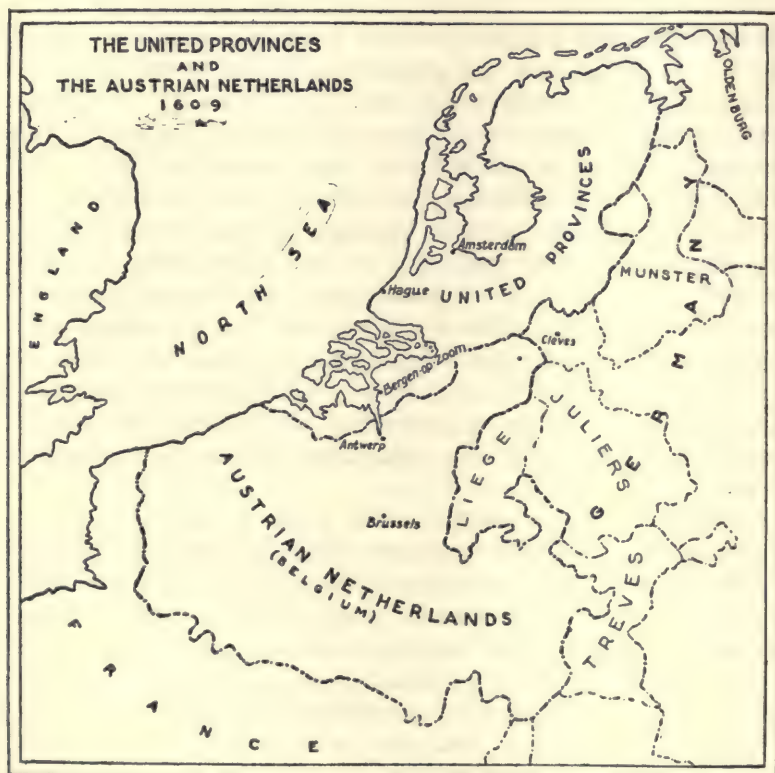 THE UNITED PROVINCES
AND
THE AUSTRIAN NETHERLANDS
1609
OLDENBURG
ENGLAND
NORTH SEA
UNITED PROVINCES
Amsterdam
Hague
MUNSTER
GERMANY
Cleves
Bergen-op-Zoom
JULIERS
LIEGE
Antwerp
Brussels
AUSTRIAN NETHERLANDS
(BELGIUM)
TREVES
FRANCE